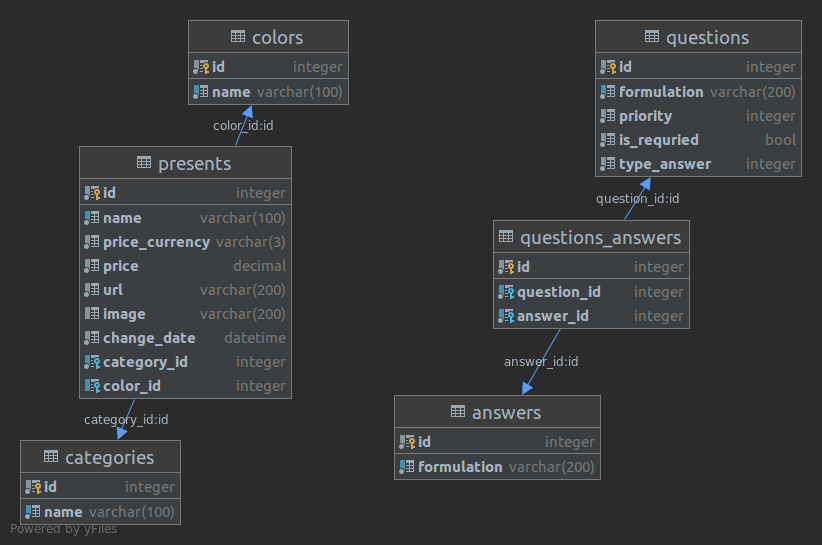 colors
id integer
name varchar(100)
color_id:id
presents
id integer
name varchar(100)
price_currency varchar(3)
price decimal
url varchar(200)
image varchar(200)
change_date datetime
category_id integer
color_id integer
category_id:id
categories
id integer
name varchar(100)
Powered by yFiles
questions
id integer
formulation varchar(200)
priority integer
is_requried bool
type_answer integer
question_id:id
questions_answers
id integer
question_id integer
answer_id integer
answer_id:id
answers
id integer
formulation varchar(200)